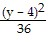 (y – 4)²
36